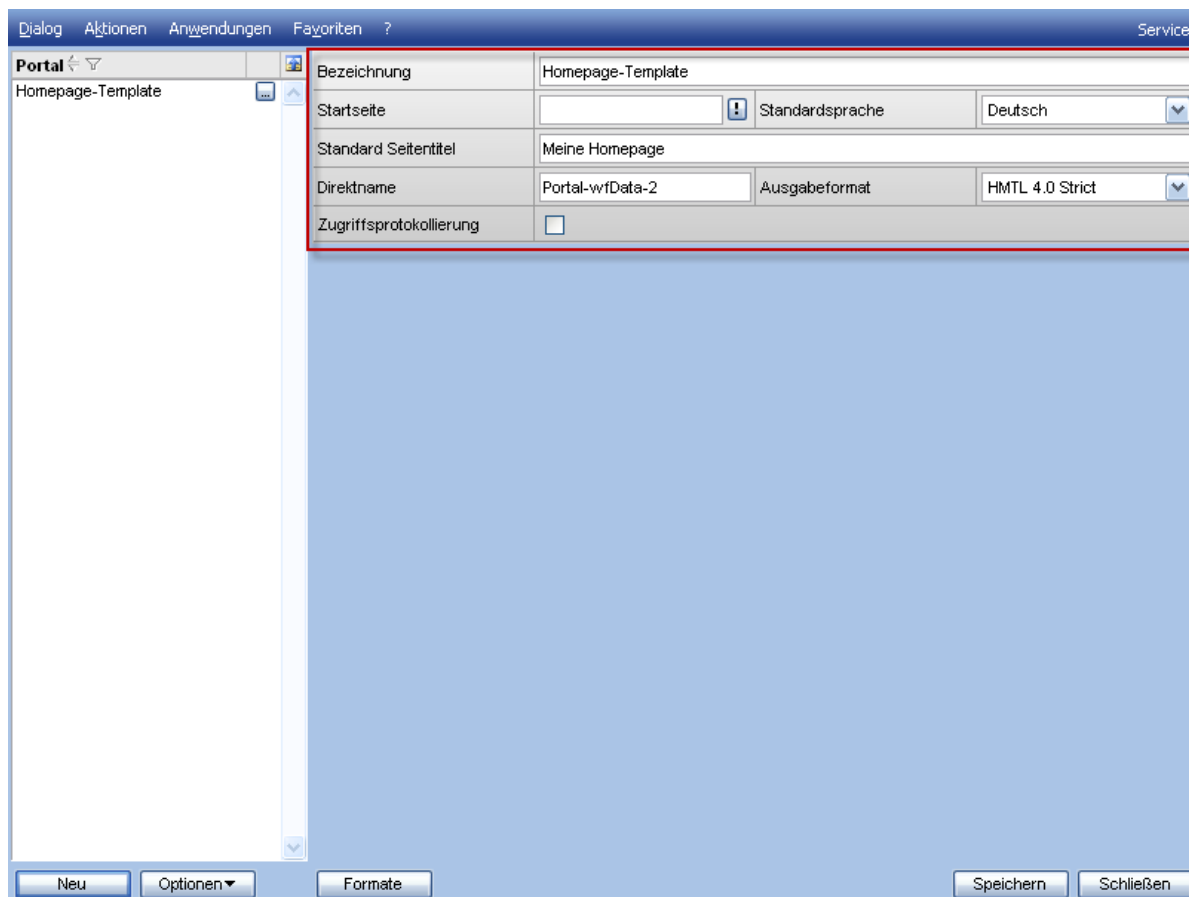 Dialog Aktionen Anwendungen Favoriten ? Service
Portal
Homepage-Template ...
Bezeichnung Homepage-Template
Startseite ! Standardsprache Deutsch
Standard Seitentitel Meine Homepage
Direktname Portal-wfData-2 Ausgabeformat HMTL 4.0 Strict
Zugriffsprotokollierung
Neu Optionen Formate Speichern Schließen